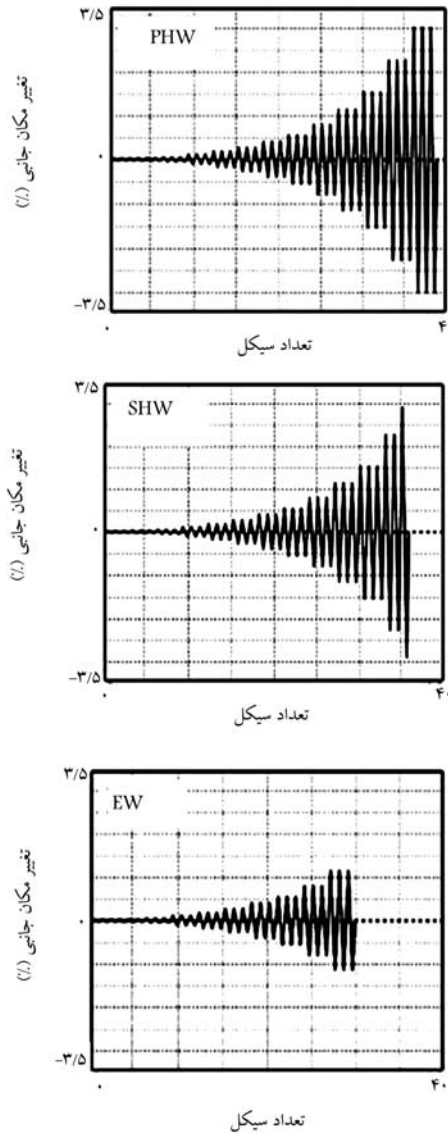 ۳/۵
PHW
تغییر مکان جانبی (٪)
۰
-۳/۵
۰
۴
تعداد سیکل
۳/۵
SHW
تغییر مکان جانبی (٪)
۰
-۳/۵
۰
۴۰
تعداد سیکل
۳/۵
EW
تغییر مکان جانبی (٪)
۰
-۳/۵
۰
۴۰
تعداد سیکل